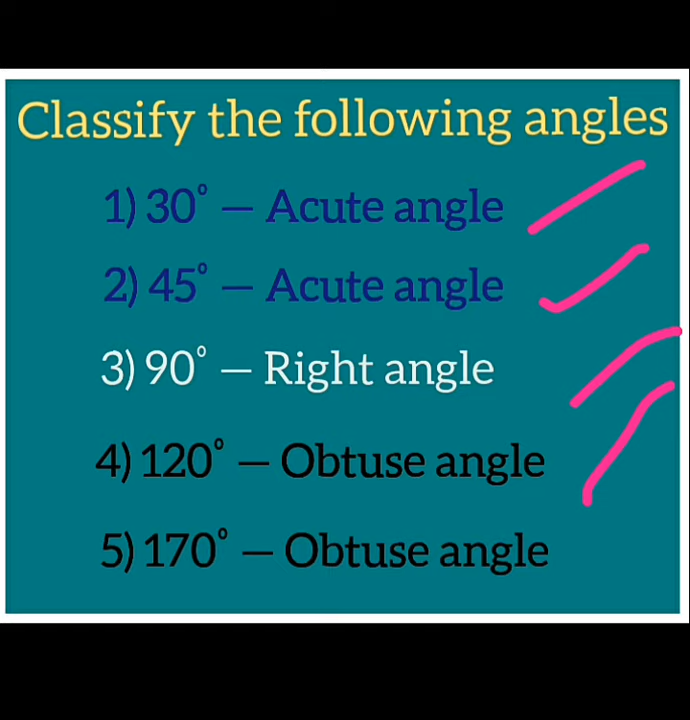 Classify the following angles
1) 30° — Acute angle
2) 45° — Acute angle
3) 90° — Right angle
4) 120° — Obtuse angle
5) 170° — Obtuse angle